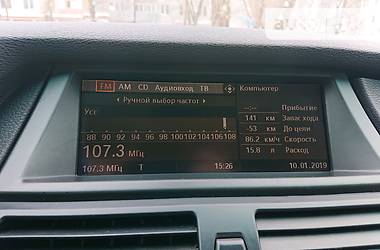 FM AM CD Аудиовход ТВ
Ручной выбор частот
Уст
88 90 92 94 96 98 100 102 104 106 108
107.3 МГц
107.3 МГц T 15:26
Компьютер
--:-- Прибытие
141 км Запас хода
-53 км До цели
86.2 км/ч Скорость
15.8 л Расход
10.01.2019